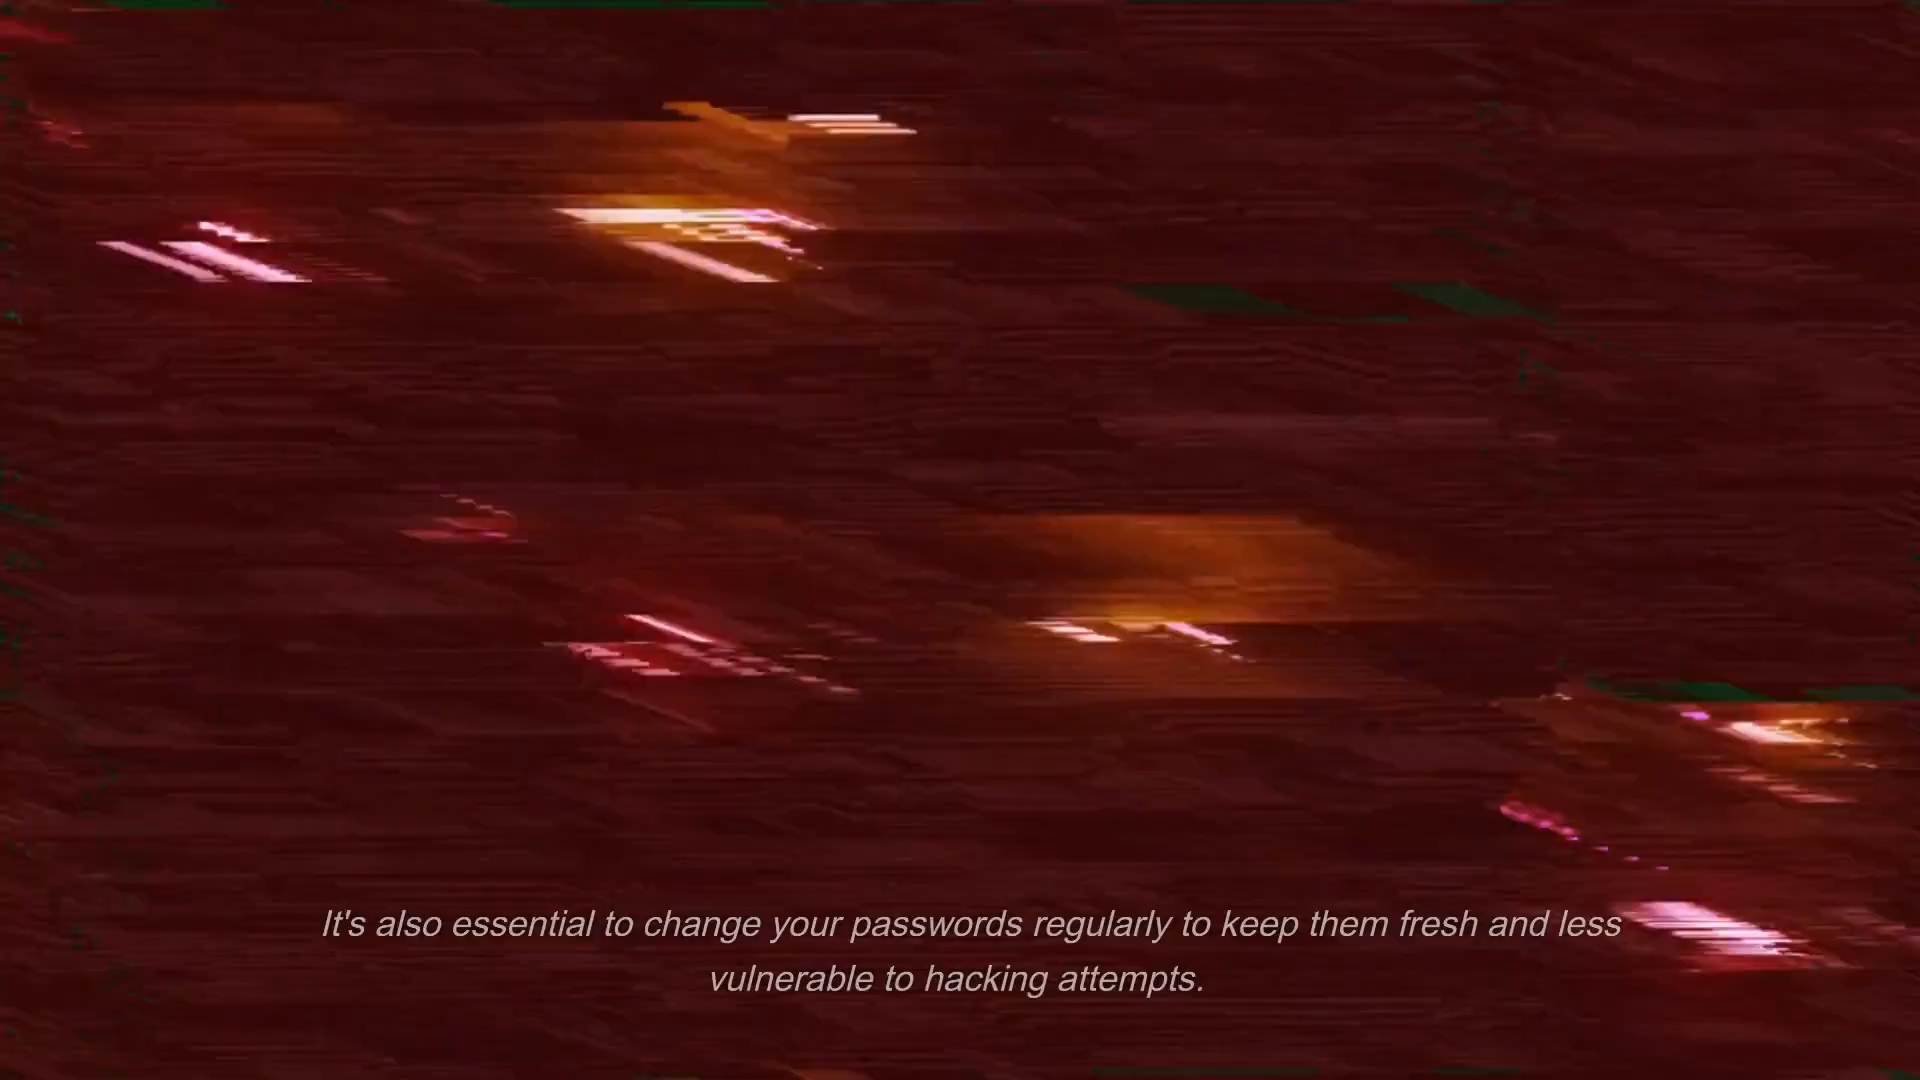 It's also essential to change your passwords regularly to keep them fresh and less
vulnerable to hacking attempts.